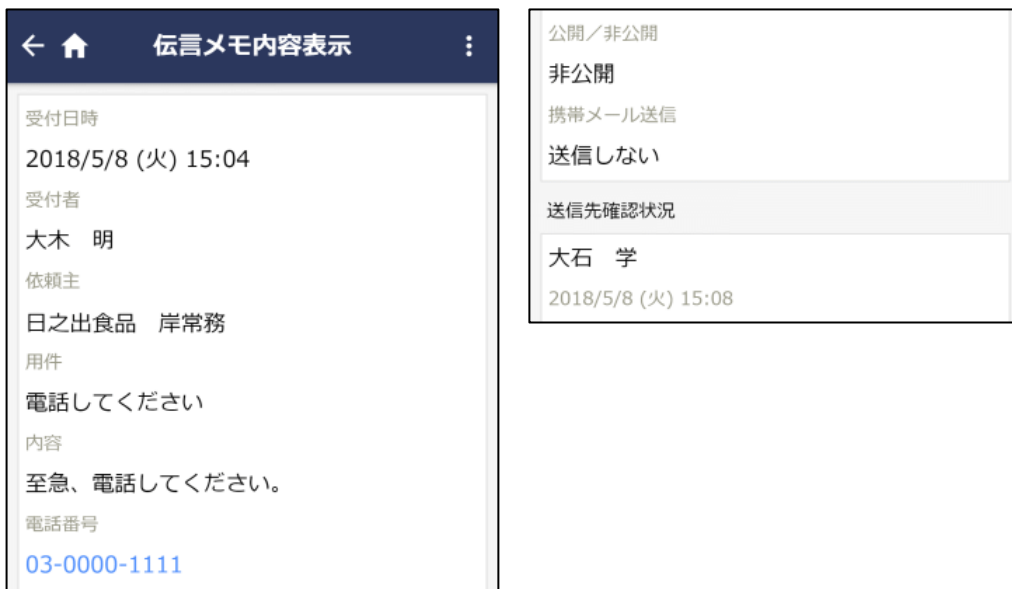 伝言メモ内容表示
受付日時
2018/5/8 (火) 15:04
受付者
大木　明
依頼主
日之出食品　岸常務
用件
電話してください
内容
至急、電話してください。
電話番号
03-0000-1111
公開／非公開
非公開
携帯メール送信
送信しない
送信先確認状況
大石　学
2018/5/8 (火) 15:08